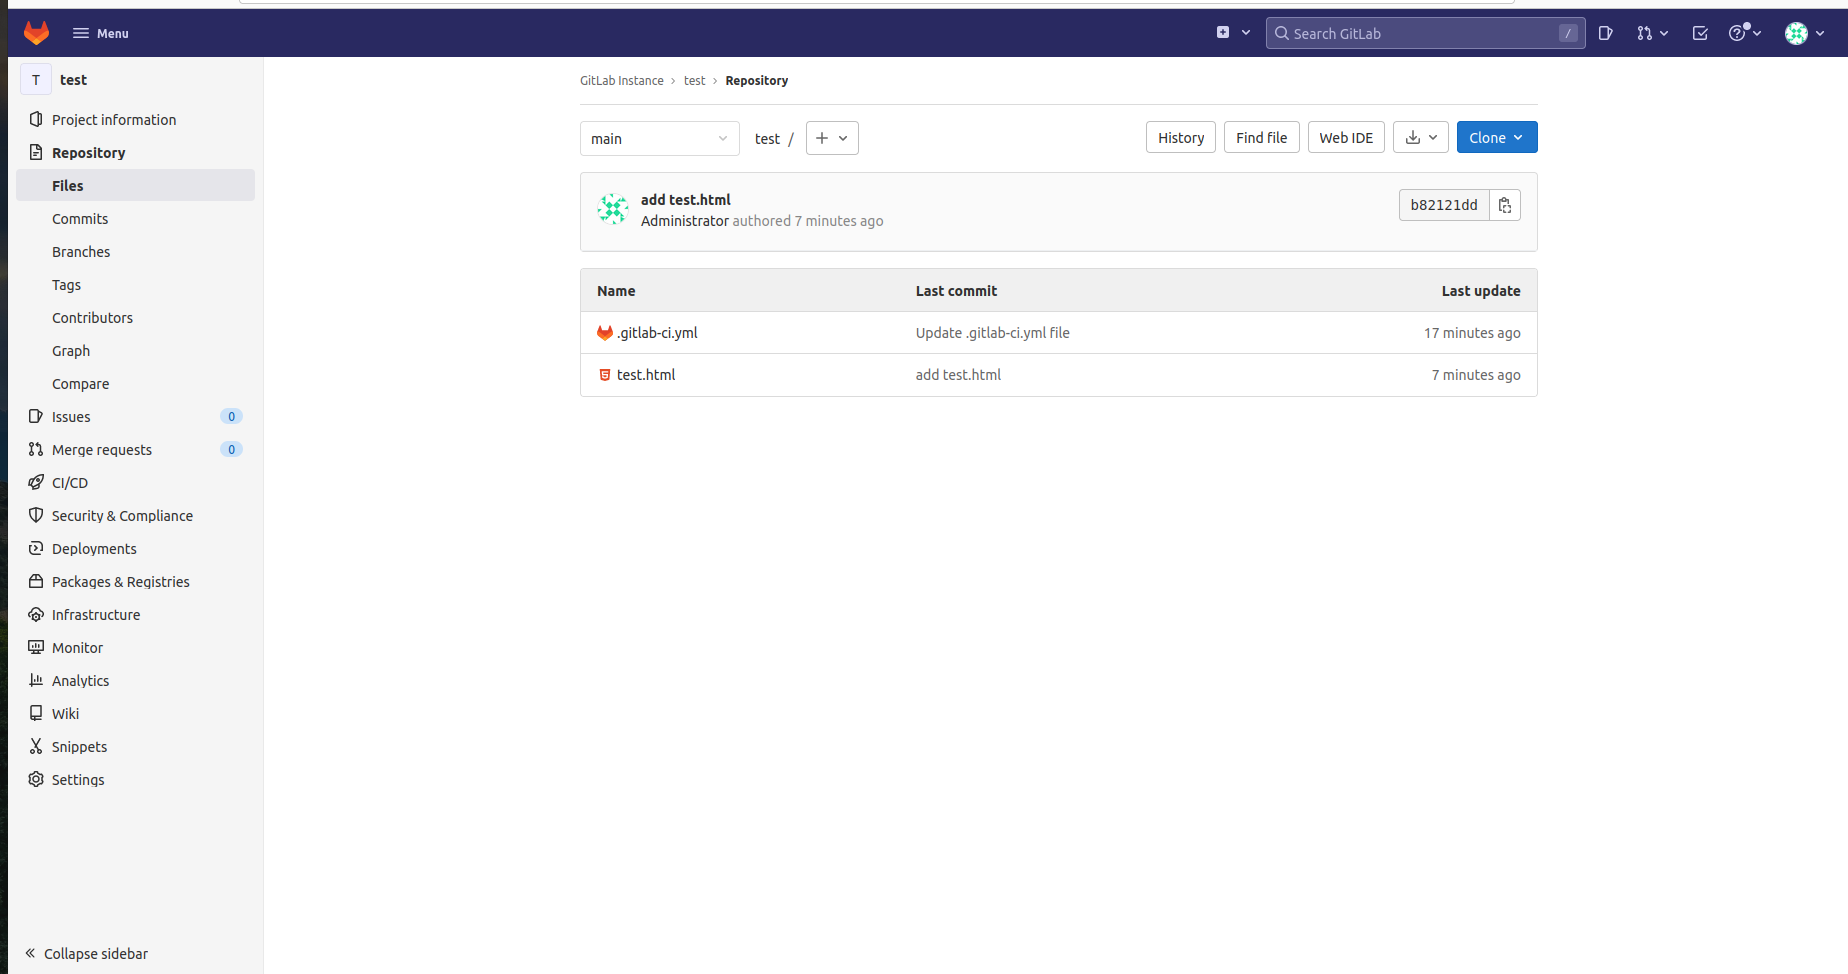 Menu
Search GitLab /
T test
Project information
Repository
Files
Commits
Branches
Tags
Contributors
Graph
Compare
Issues 0
Merge requests 0
CI/CD
Security & Compliance
Deployments
Packages & Registries
Infrastructure
Monitor
Analytics
Wiki
Snippets
Settings
Collapse sidebar
GitLab Instance > test > Repository
main test / +
History Find file Web IDE Clone
add test.html
Administrator authored 7 minutes ago
b82121dd
Name Last commit Last update
.gitlab-ci.yml Update .gitlab-ci.yml file 17 minutes ago
test.html add test.html 7 minutes ago